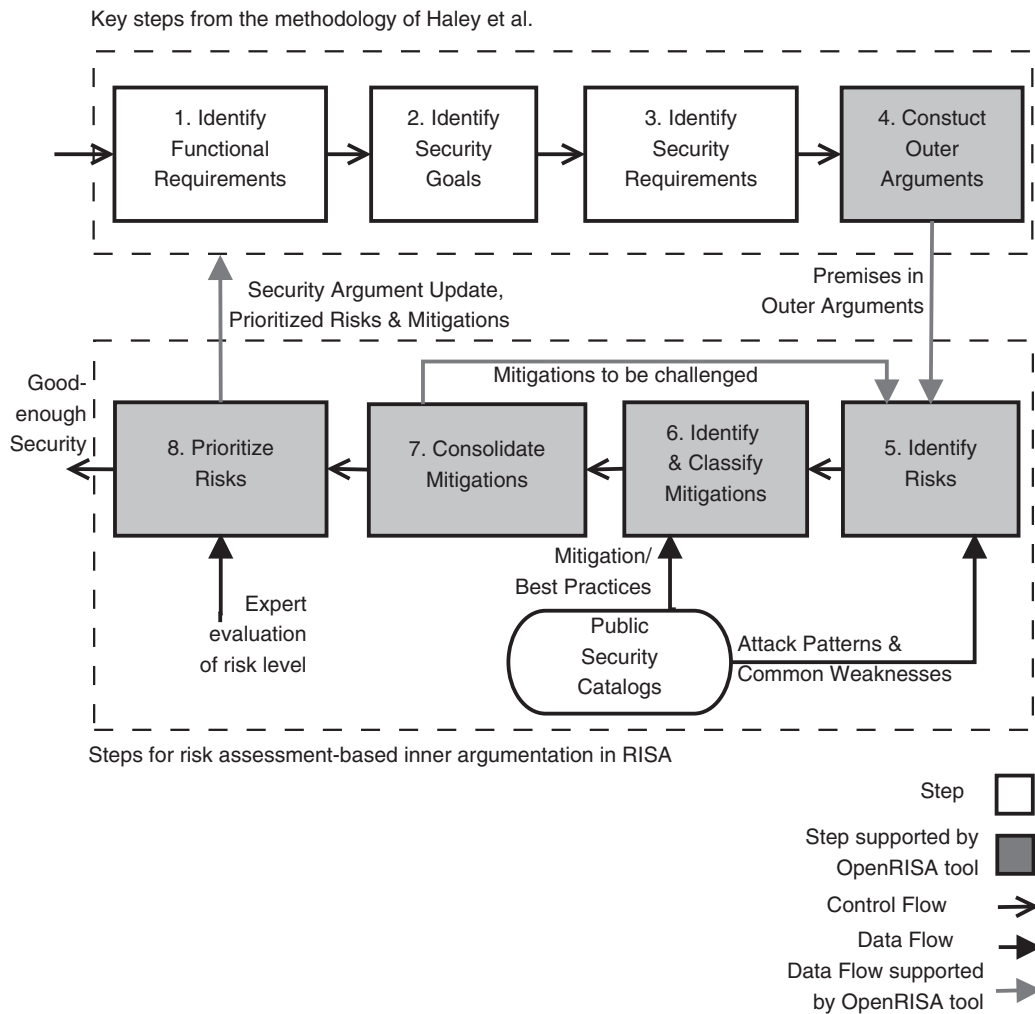 Key steps from the methodology of Haley et al.
1. Identify
Functional
Requirements
2. Identify
Security
Goals
3. Identify
Security
Requirements
4. Constuct
Outer
Arguments
Security Argument Update,
Prioritized Risks & Mitigations
Premises in
Outer Arguments
Good-
enough
Security
Mitigations to be challenged
8. Prioritize
Risks
7. Consolidate
Mitigations
6. Identify
& Classify
Mitigations
5. Identify
Risks
Expert
evaluation
of risk level
Mitigation/
Best Practices
Public
Security
Catalogs
Attack Patterns &
Common Weaknesses
Steps for risk assessment-based inner argumentation in RISA
Step
Step supported by
OpenRISA tool
Control Flow
Data Flow
Data Flow supported
by OpenRISA tool